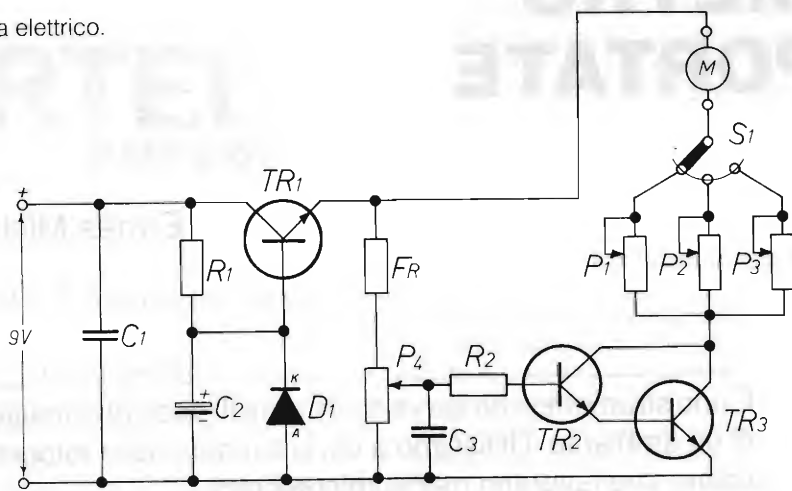 a elettrico.
M
S1
+
TR1
R1
FR
P1
P2
P3
9V
C1
P4
R2
+
C2
K
D1
A
C3
TR2
TR3